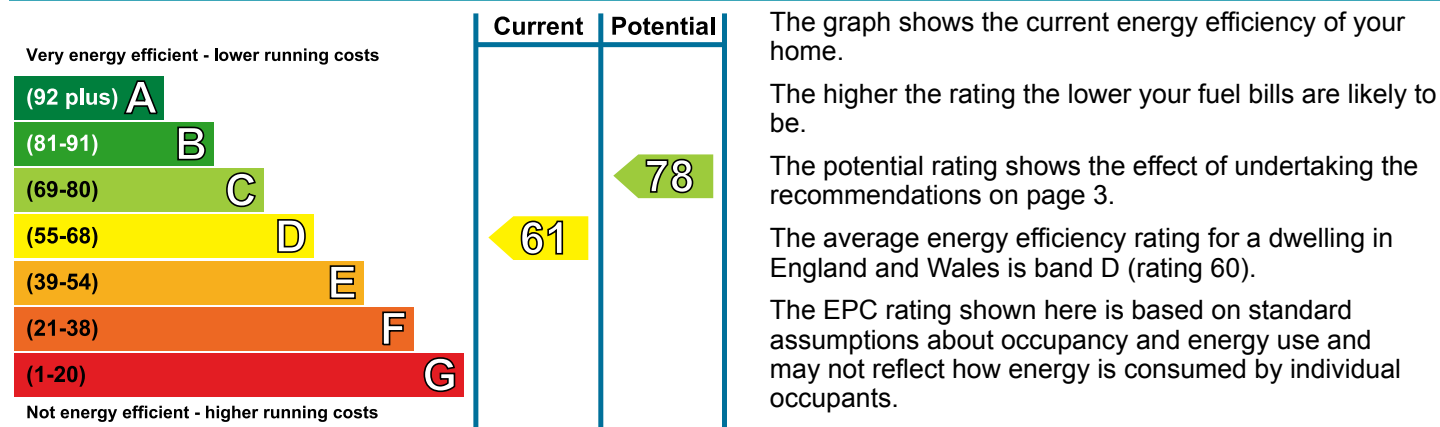 Current Potential
Very energy efficient - lower running costs
(92 plus) A
(81-91) B
(69-80) C
78
(55-68) D
61
(39-54) E
(21-38) F
(1-20) G
Not energy efficient - higher running costs
The graph shows the current energy efficiency of your
home.
The higher the rating the lower your fuel bills are likely to
be.
The potential rating shows the effect of undertaking the
recommendations on page 3.
The average energy efficiency rating for a dwelling in
England and Wales is band D (rating 60).
The EPC rating shown here is based on standard
assumptions about occupancy and energy use and
may not reflect how energy is consumed by individual
occupants.